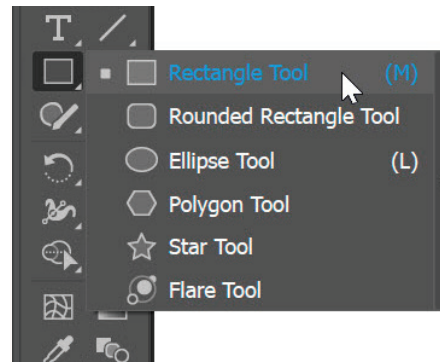 Rectangle Tool (M)
Rounded Rectangle Tool
Ellipse Tool (L)
Polygon Tool
Star Tool
Flare Tool